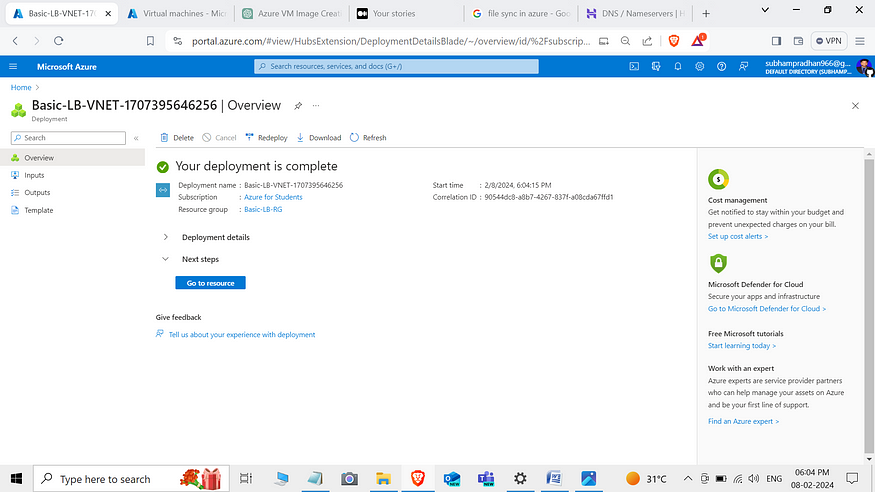 Basic-LB-VNET-170
Virtual machines - Mic
Azure VM Image Creat
Your stories
file sync in azure - Goo
DNS / Nameservers | H
portal.azure.com/#view/HubsExtension/DeploymentDetailsBlade/~/overview/id/%2Fsubscrip...
1
VPN
Microsoft Azure
Search resources, services, and docs (G+/)
subhampradhan966@g...
DEFAULT DIRECTORY (SUBHAMP...
Home >
Basic-LB-VNET-1707395646256 | Overview
Deployment
Search
Delete
Cancel
Redeploy
Download
Refresh
Overview
Inputs
Outputs
Template
Your deployment is complete
Deployment name : Basic-LB-VNET-1707395646256
Subscription : Azure for Students
Resource group : Basic-LB-RG
Start time : 2/8/2024, 6:04:15 PM
Correlation ID : 90544dc8-a8b7-4267-837f-a08cda67ffd1
Deployment details
Next steps
Go to resource
Give feedback
Tell us about your experience with deployment
Cost management
Get notified to stay within your budget and
prevent unexpected charges on your bill.
Set up cost alerts >
Microsoft Defender for Cloud
Secure your apps and infrastructure
Go to Microsoft Defender for Cloud >
Free Microsoft tutorials
Start learning today >
Work with an expert
Azure experts are service provider partners
who can help manage your assets on Azure
and be your first line of support.
Find an Azure expert >
Type here to search
31°C
ENG
06:04 PM
08-02-2024